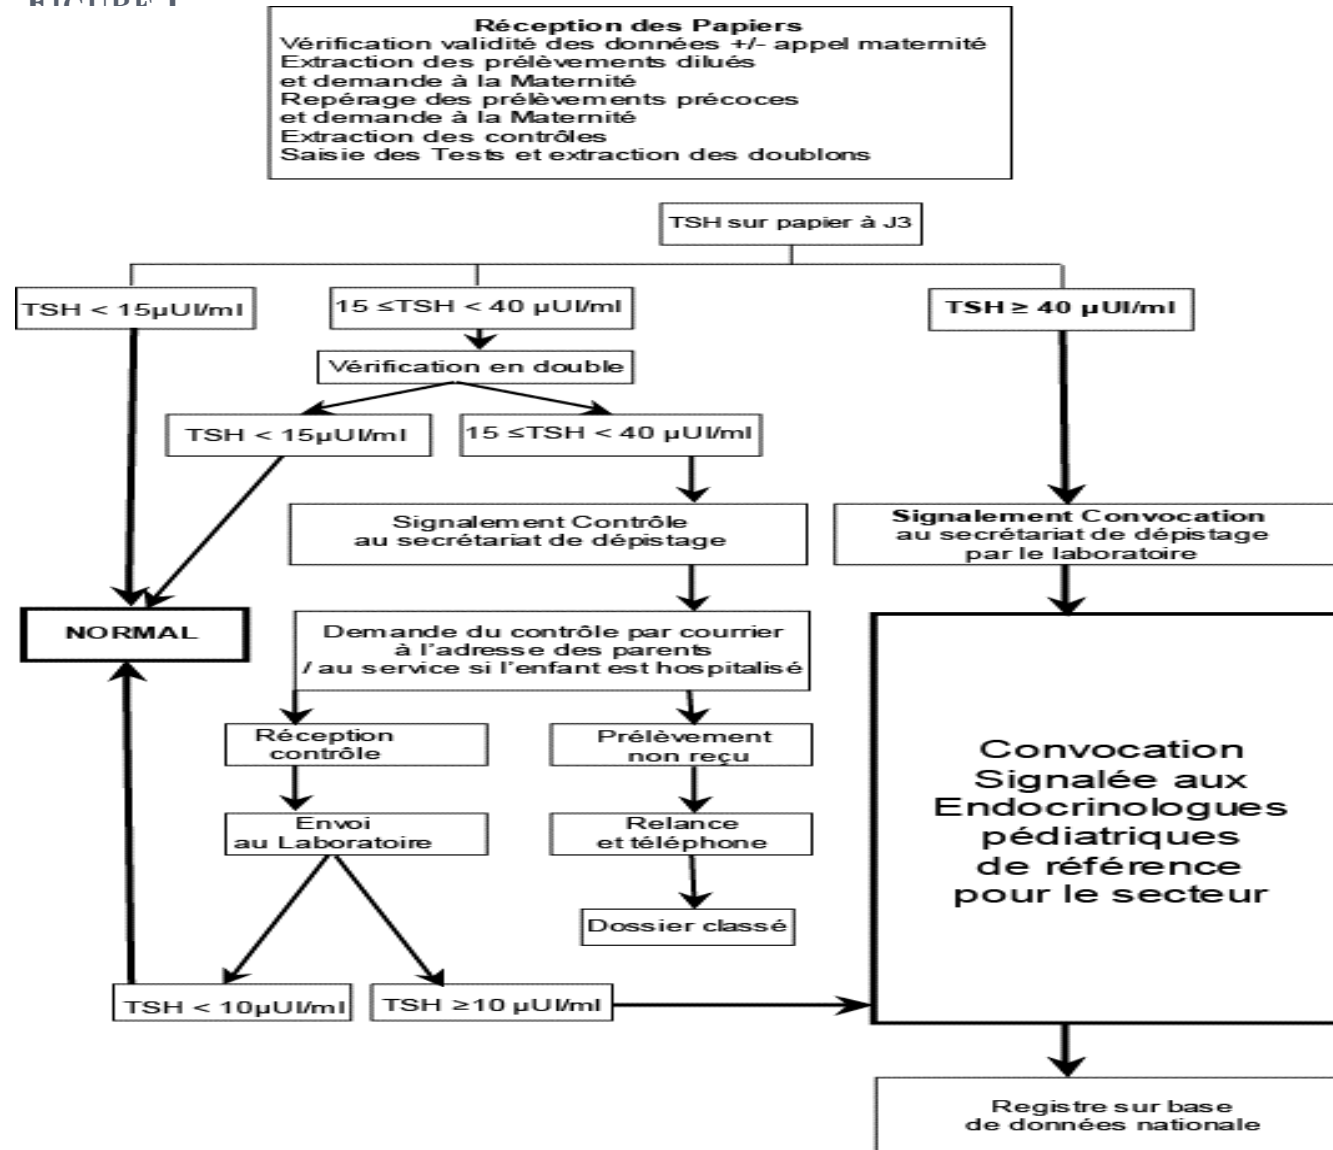 Réception des Papiers
Vérification validité des données +/- appel maternité
Extraction des prélèvements dilués
et demande à la Maternité
Repérage des prélèvements précoces
et demande à la Maternité
Extraction des contrôles
Saisie des Tests et extraction des doublons
TSH sur papier à J3
TSH < 15µUI/ml
15 ≤TSH < 40 µUI/ml
TSH ≥ 40 µUI/ml
Vérification en double
TSH < 15µUI/ml
15 ≤TSH < 40 µUI/ml
Signalement Contrôle
au secrétariat de dépistage
Signalement Convocation
au secrétariat de dépistage
par le laboratoire
NORMAL
Demande du contrôle par courrier
à l'adresse des parents
/ au service si l'enfant est hospitalisé
Réception
contrôle
Prélèvement
non reçu
Envoi
au Laboratoire
Relance
et téléphone
Dossier classé
TSH < 10µUI/ml
TSH ≥10 µUI/ml
Convocation
Signalée aux
Endocrinologues
pédiatriques
de référence
pour le secteur
Registre sur base
de données nationale